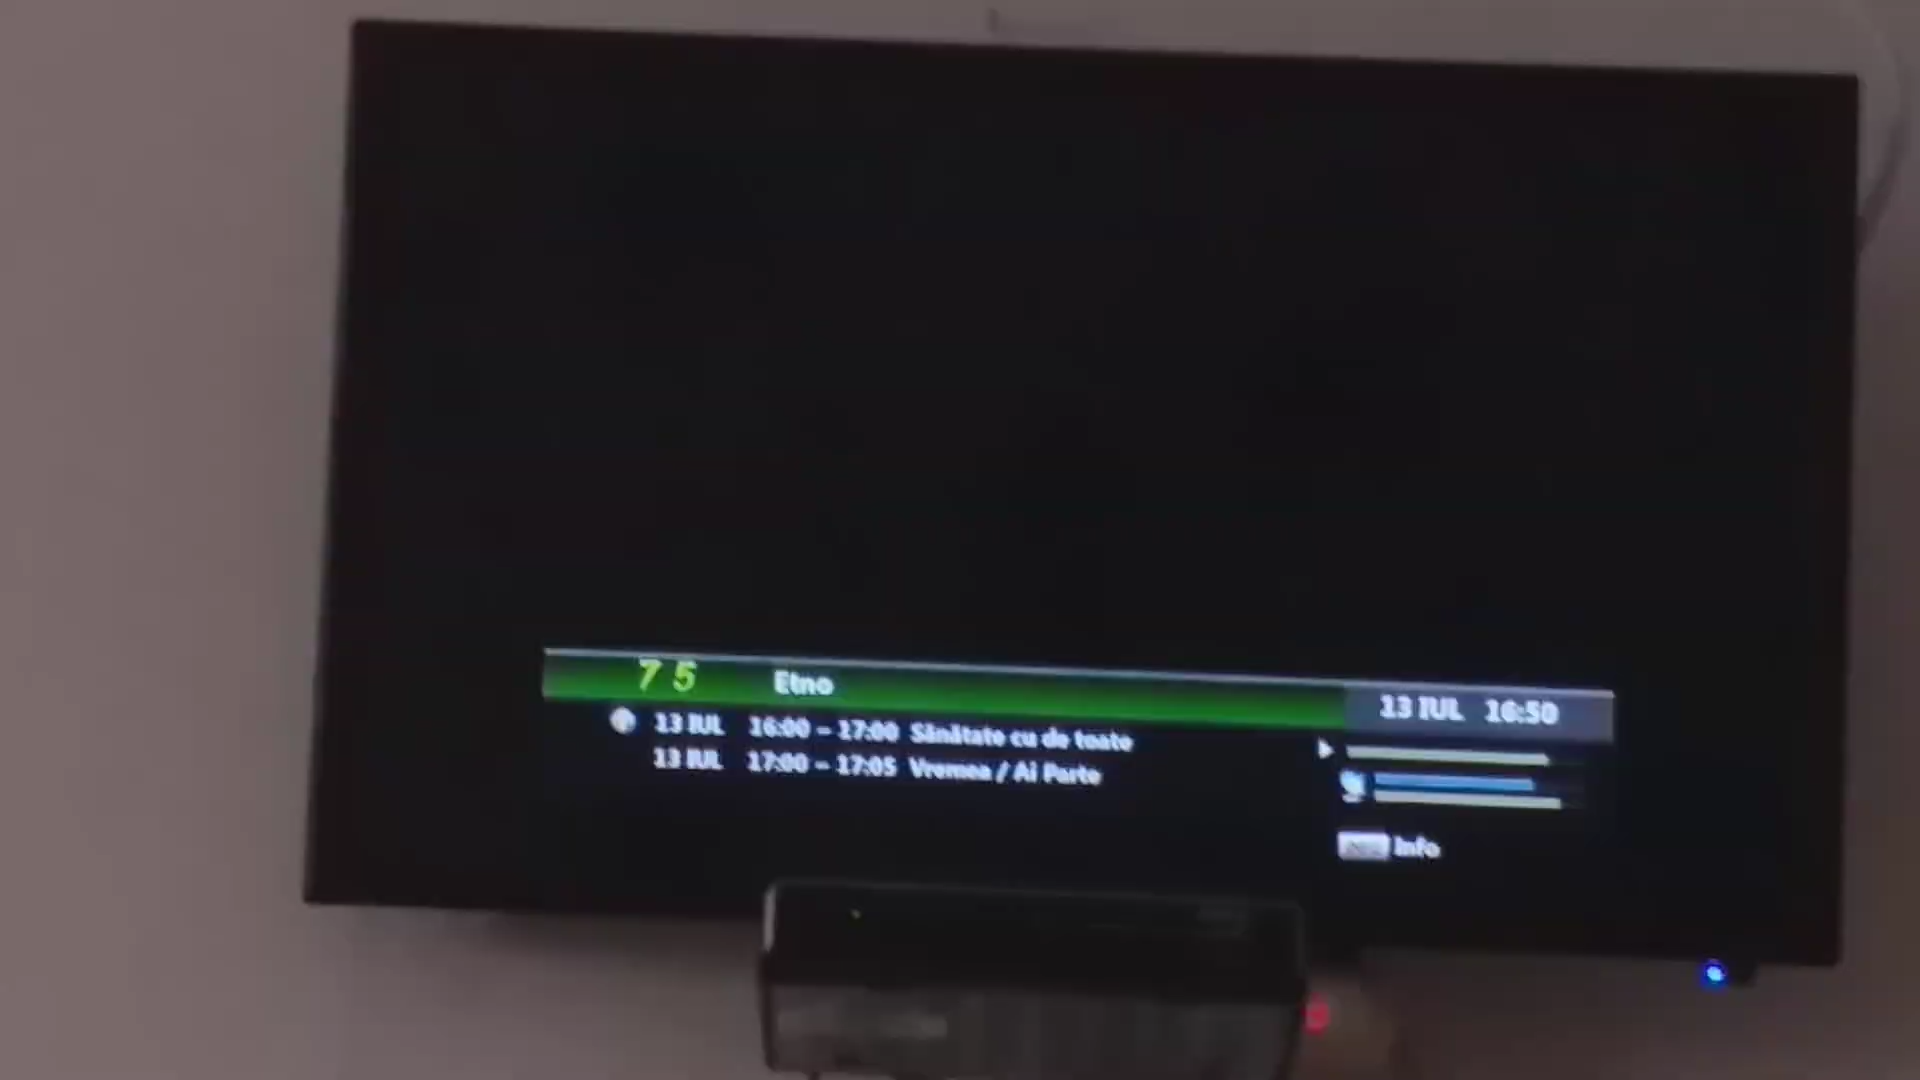 75 Etno 13 IUL 16:50
13 IUL 16:00 – 17:00 Sănătate cu de toate
13 IUL 17:00 – 17:05 Vremea / Ai Parte
Info